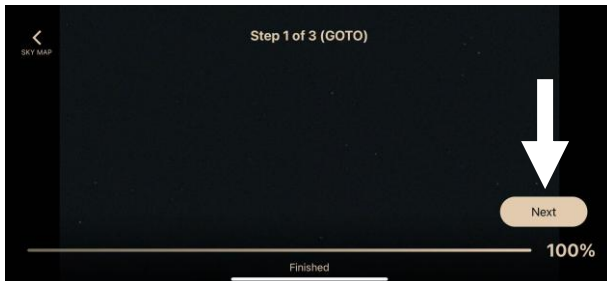 Step 1 of 3 (GOTO)
SKY MAP
Next
100%
Finished